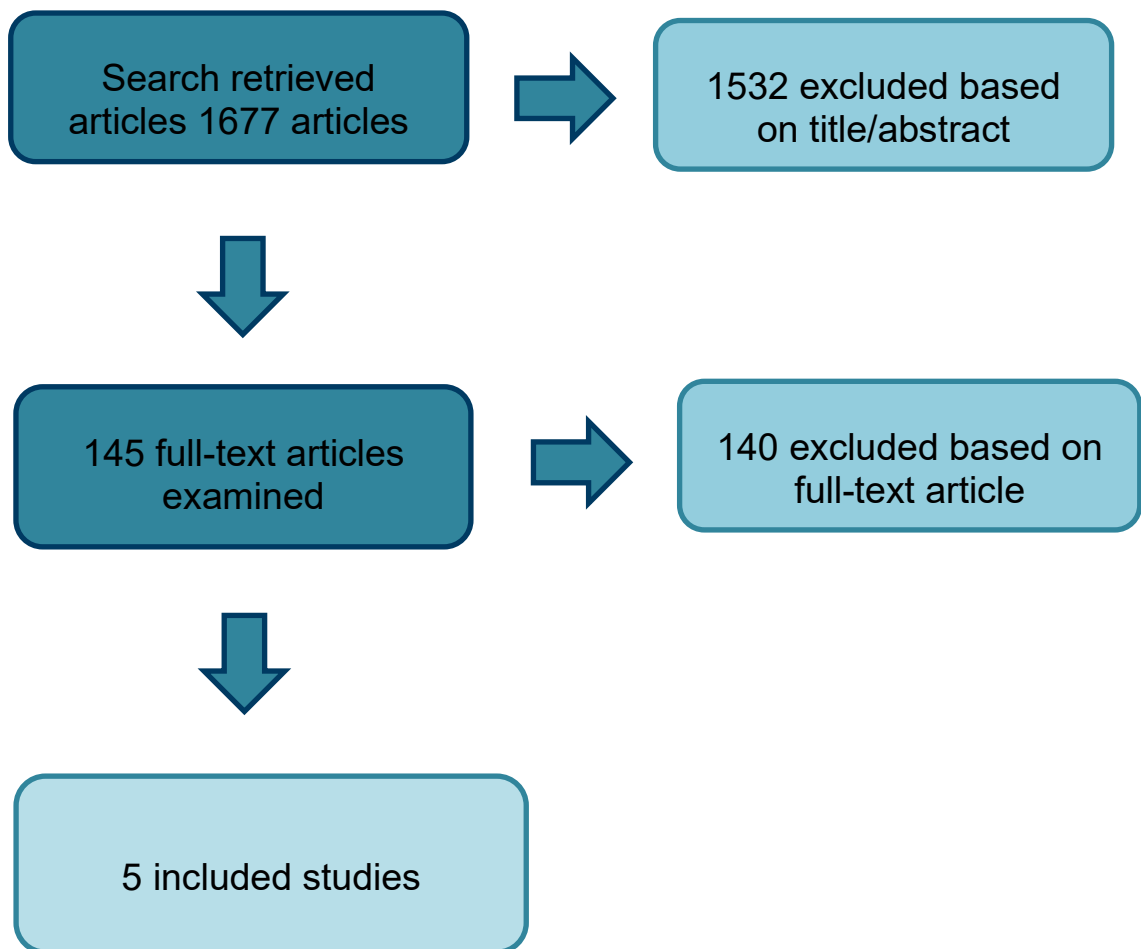 Search retrieved
articles 1677 articles
1532 excluded based
on title/abstract
145 full-text articles
examined
140 excluded based on
full-text article
5 included studies